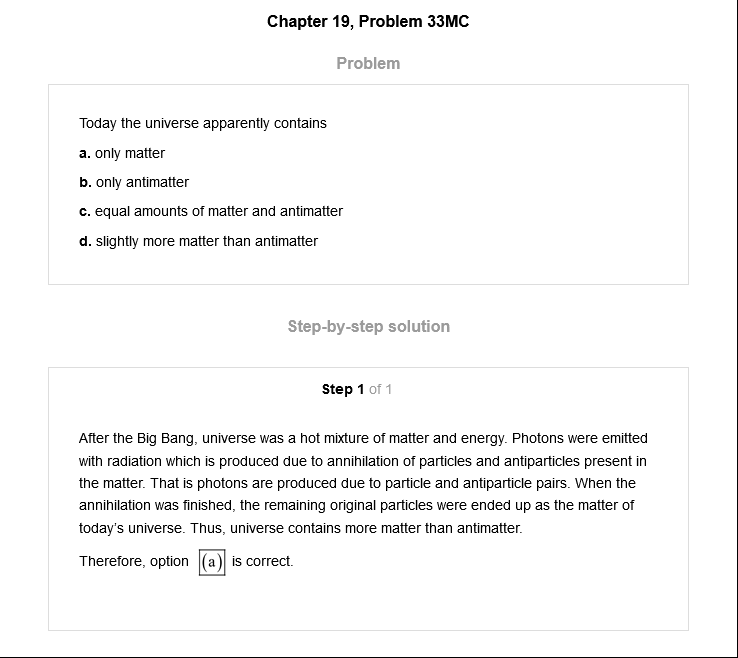 Chapter 19, Problem 33MC
Problem
Today the universe apparently contains
a. only matter
b. only antimatter
c. equal amounts of matter and antimatter
d. slightly more matter than antimatter
Step-by-step solution
Step 1 of 1
After the Big Bang, universe was a hot mixture of matter and energy. Photons were emitted
with radiation which is produced due to annihilation of particles and antiparticles present in
the matter. That is photons are produced due to particle and antiparticle pairs. When the
annihilation was finished, the remaining original particles were ended up as the matter of
today's universe. Thus, universe contains more matter than antimatter.
Therefore, option (a) is correct.